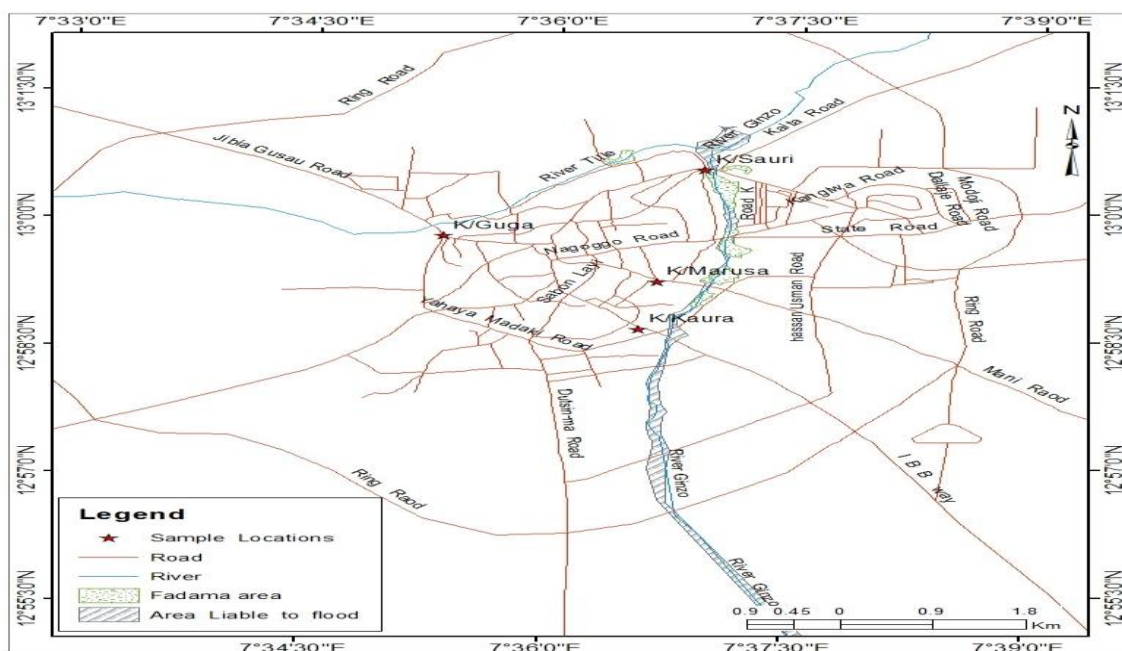 7°33'0"E 7°34'30"E 7°36'0"E 7°37'30"E 7°39'0"E
13°1'30"N
13°1'30"N
Ring Road
River Ginzo
Kaita Road
Z
Jibia Gusau Road
River Tille
K/Sauri
13°0'0"N
13°0'0"N
Road K
Kangiwa Road
Dallaje Road
Modoji Road
K/Guga
State Road
Nagoggo Road
K/Marusa
Sabon Layi
hassan Usman Road
Yahaya Madaki Road
K/Kaura
Ring Road
12°58'30"N
12°58'30"N
Mani Raod
Dutsin-ma Road
12°57'0"N
12°57'0"N
River Ginzo
I B B way
Ring Raod
Legend
Sample Locations
Road
River
Fadama area
Area Liable to flood
River Ginzo
12°55'30"N
12°55'30"N
0.9 0.45 0 0.9 1.8
Km
7°34'30"E 7°36'0"E 7°37'30"E 7°39'0"E